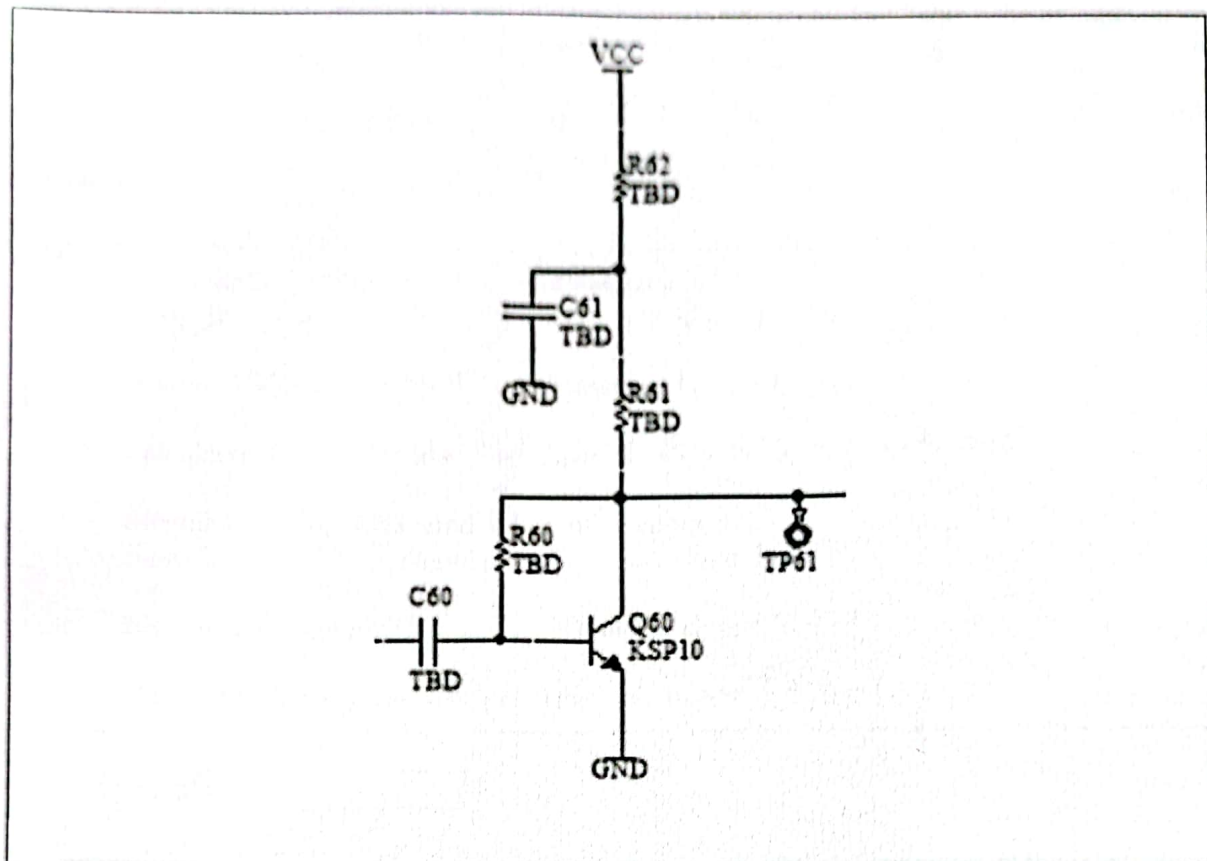 VCC
R62
TBD
C61
TBD
GND
R61
TBD
R60
TBD
TP61
C60
TBD
Q60
KSP10
GND